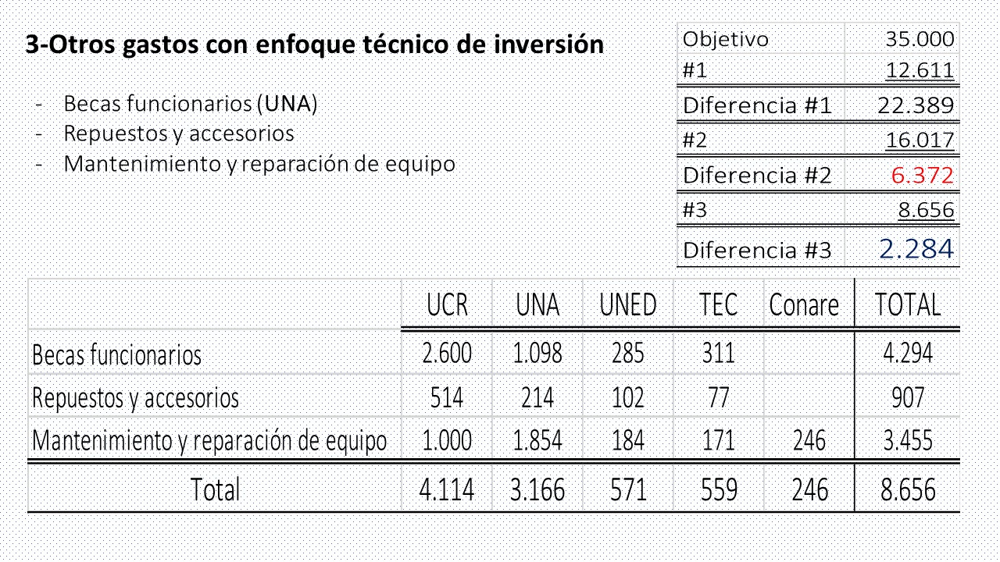 3-Otros gastos con enfoque técnico de inversión
- Becas funcionarios (UNA)
- Repuestos y accesorios
- Mantenimiento y reparación de equipo
Objetivo 35.000
#1 12.611
Diferencia #1 22.389
#2 16.017
Diferencia #2 6.372
#3 8.656
Diferencia #3 2.284
UCR UNA UNED TEC Conare TOTAL
Becas funcionarios 2.600 1.098 285 311 4.294
Repuestos y accesorios 514 214 102 77 907
Mantenimiento y reparación de equipo 1.000 1.854 184 171 246 3.455
Total 4.114 3.166 571 559 246 8.656